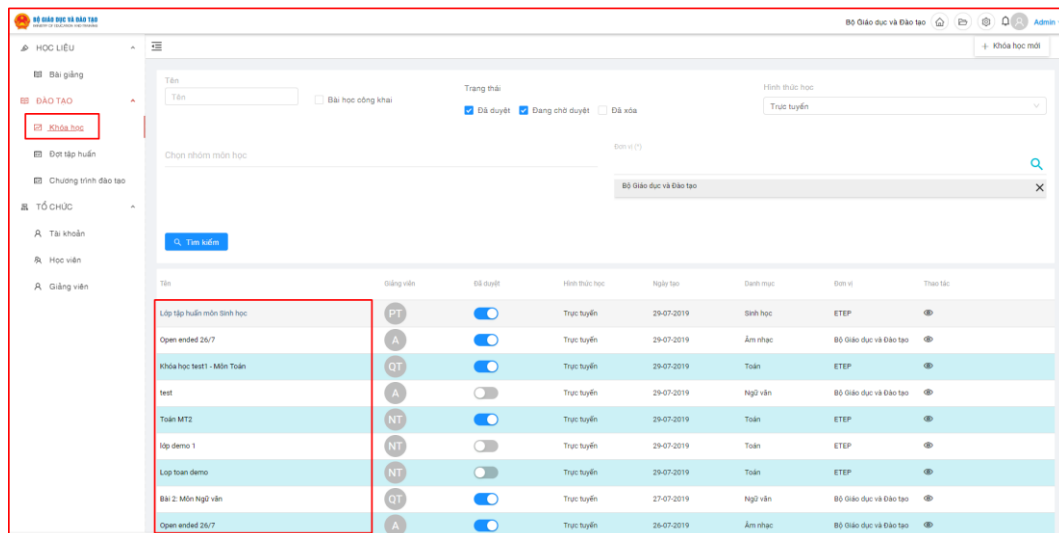 BỘ GIÁO DỤC VÀ ĐÀO TẠO
MINISTRY OF EDUCATION AND TRAINING
Bộ Giáo dục và Đào tạo Admin
HỌC LIỆU
+ Khóa học mới
Bài giảng
ĐÀO TẠO
Khóa học
Đợt tập huấn
Chương trình đào tạo
TỔ CHỨC
Tài khoản
Học viên
Giảng viên
Tên
Tên
Bài học công khai
Trạng thái
Đã duyệt Đang chờ duyệt Đã xóa
Hình thức học
Trực tuyến
Chọn nhóm môn học
Đơn vị (*)
Bộ Giáo dục và Đào tạo
Tìm kiếm
Tên Giảng viên Đã duyệt Hình thức học Ngày tạo Danh mục Đơn vị Thao tác
Lớp tập huấn môn Sinh học PT Trực tuyến 29-07-2019 Sinh học ETEP
Open ended 26/7 A Trực tuyến 29-07-2019 Âm nhạc Bộ Giáo dục và Đào tạo
Khóa học test1 - Môn Toán QT Trực tuyến 29-07-2019 Toán ETEP
test A Trực tuyến 29-07-2019 Ngữ văn Bộ Giáo dục và Đào tạo
Toán MT2 NT Trực tuyến 29-07-2019 Toán ETEP
lớp demo 1 NT Trực tuyến 29-07-2019 Toán ETEP
Lop toan demo NT Trực tuyến 29-07-2019 Toán ETEP
Bài 2: Môn Ngữ văn QT Trực tuyến 27-07-2019 Ngữ văn Bộ Giáo dục và Đào tạo
Open ended 26/7 A Trực tuyến 26-07-2019 Âm nhạc Bộ Giáo dục và Đào tạo